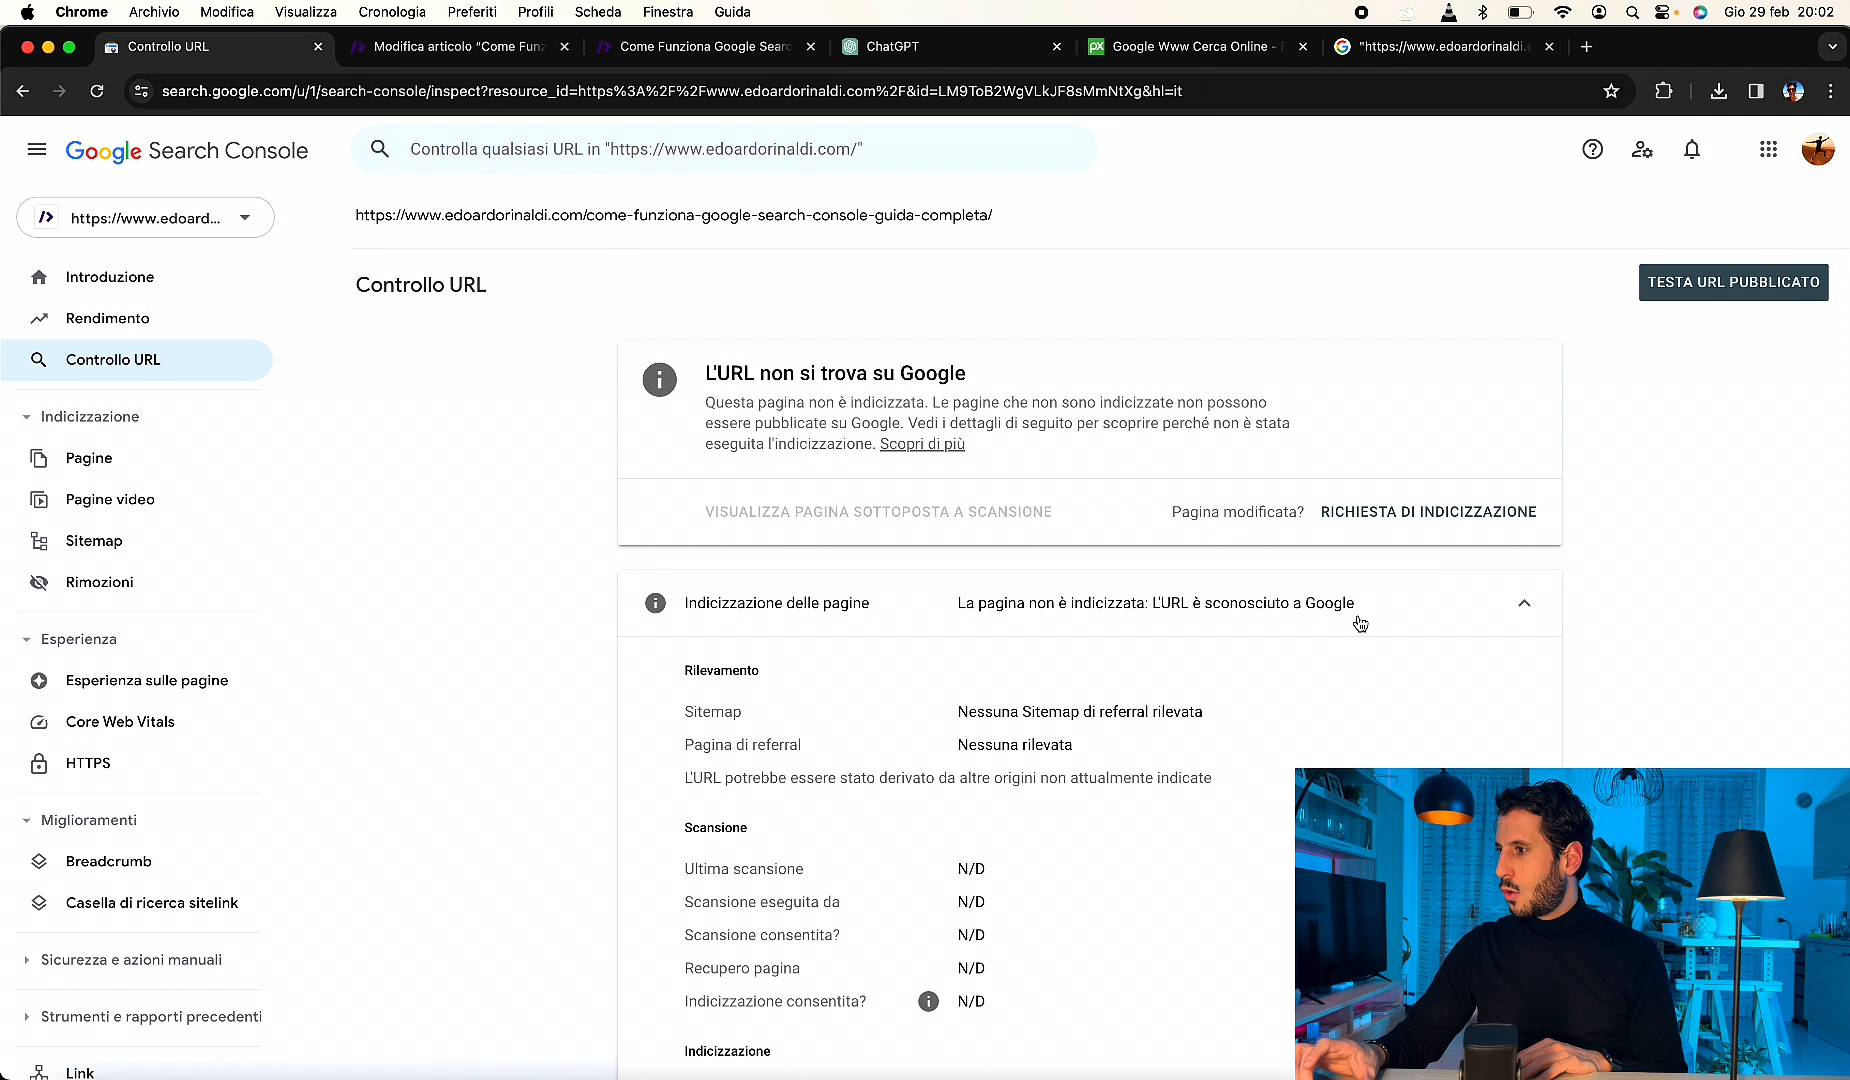 Chrome Archivio Modifica Visualizza Cronologia Preferiti Profili Scheda Finestra Guida Gio 29 feb 20:02
Controllo URL Modifica articolo "Come Funz Come Funziona Google Searc ChatGPT Google Www Cerca Online - "https://www.edoardorinaldi.
search.google.com/u/1/search-console/inspect?resource_id=https%3A%2F%2Fwww.edoardorinaldi.com%2F&id=LM9ToB2WgVLkJF8sMmNtXg&hl=it
Google Search Console
Controlla qualsiasi URL in "https://www.edoardorinaldi.com/"
https://www.edoard...
https://www.edoardorinaldi.com/come-funziona-google-search-console-guida-completa/
Introduzione
Rendimento
Controllo URL
Indicizzazione
Pagine
Pagine video
Sitemap
Rimozioni
Esperienza
Esperienza sulle pagine
Core Web Vitals
HTTPS
Miglioramenti
Breadcrumb
Casella di ricerca sitelink
Sicurezza e azioni manuali
Strumenti e rapporti precedenti
Link
Controllo URL
TESTA URL PUBBLICATO
L'URL non si trova su Google
Questa pagina non è indicizzata. Le pagine che non sono indicizzate non possono
essere pubblicate su Google. Vedi i dettagli di seguito per scoprire perché non è stata
eseguita l'indicizzazione. Scopri di più
VISUALIZZA PAGINA SOTTOPOSTA A SCANSIONE Pagina modificata? RICHIESTA DI INDICIZZAZIONE
Indicizzazione delle pagine La pagina non è indicizzata: L'URL è sconosciuto a Google
Rilevamento
Sitemap Nessuna Sitemap di referral rilevata
Pagina di referral Nessuna rilevata
L'URL potrebbe essere stato derivato da altre origini non attualmente indicate
Scansione
Ultima scansione N/D
Scansione eseguita da N/D
Scansione consentita? N/D
Recupero pagina N/D
Indicizzazione consentita? N/D
Indicizzazione